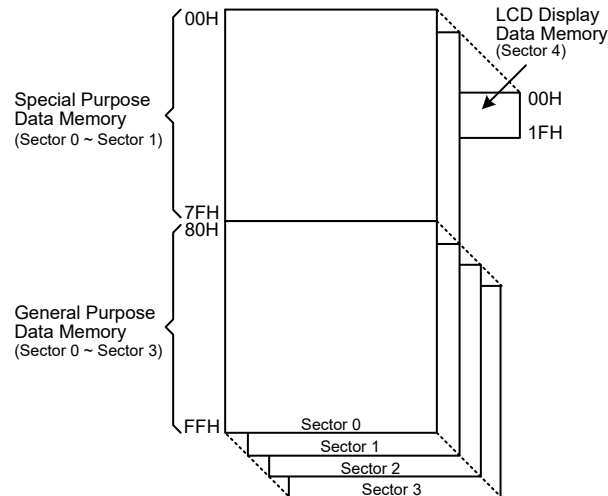 00H
LCD Display
Data Memory
(Sector 4)
00H
1FH
Special Purpose
Data Memory
(Sector 0 ~ Sector 1)
7FH
80H
General Purpose
Data Memory
(Sector 0 ~ Sector 3)
FFH
Sector 0
Sector 1
Sector 2
Sector 3